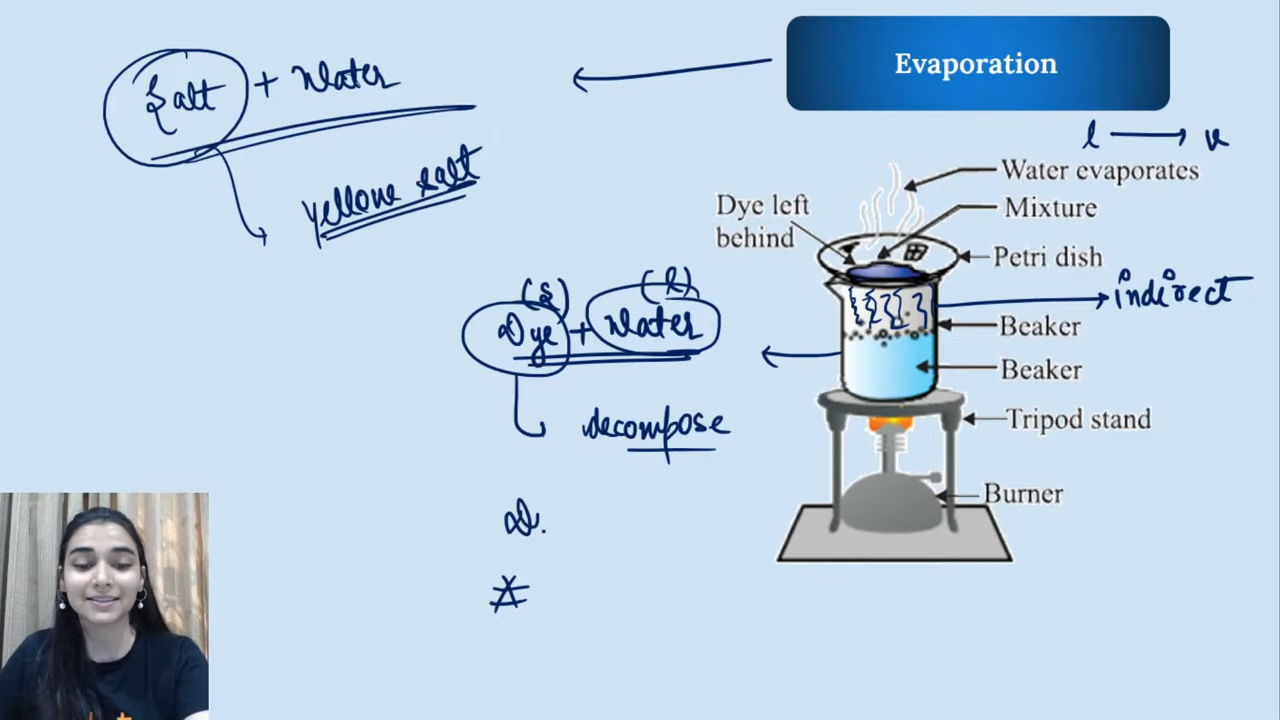 Evaporation
Salt + Water
yellow salt
l → v
Water evaporates
Mixture
Dye left
behind
Petri dish
indirect
(s) (l)
Dye + Water
Beaker
Beaker
decompose
Tripod stand
Burner